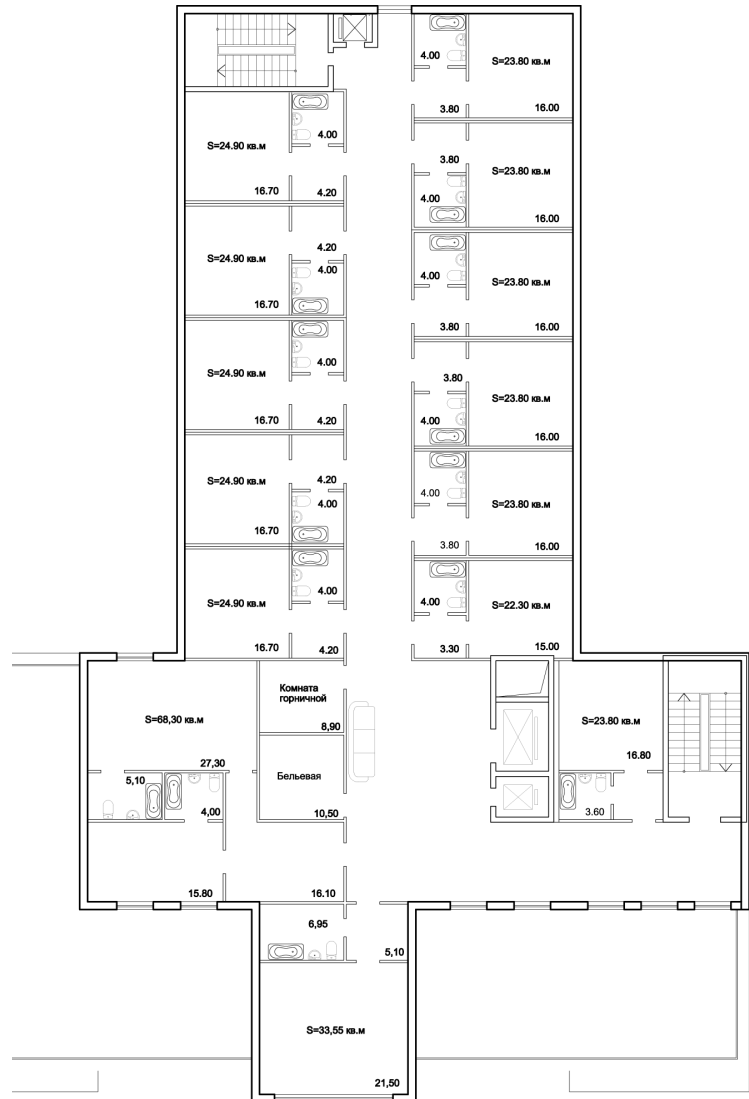 4.00
S=23.80 кв.м
3.80
16.00
S=24.90 кв.м
4.00
16.70
4.20
3.80
S=23.80 кв.м
4.00
16.00
4.20
S=24.90 кв.м
4.00
16.70
4.00
S=23.80 кв.м
3.80
16.00
S=24.90 кв.м
4.00
16.70
4.20
3.80
S=23.80 кв.м
4.00
16.00
4.20
S=24.90 кв.м
4.00
16.70
4.00
S=23.80 кв.м
3.80
16.00
S=24.90 кв.м
4.00
16.70
4.20
4.00
S=22.30 кв.м
3.30
15.00
S=68,30 кв.м
27,30
Комната
горничной
8,90
S=23.80 кв.м
16.80
5,10
4,00
Бельевая
10,50
3.60
15.80
16.10
6,95
5,10
S=33,55 кв.м
21,50